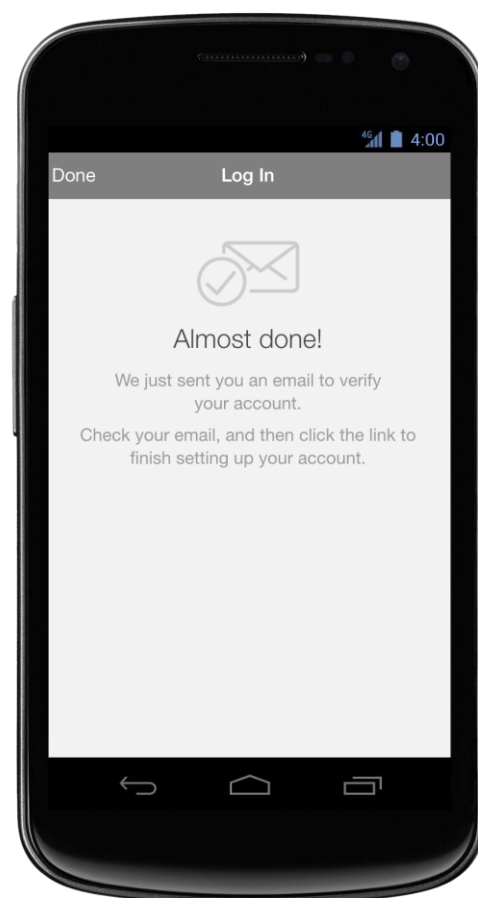 4G 4:00
Done Log In
Almost done!
We just sent you an email to verify
your account.
Check your email, and then click the link to
finish setting up your account.